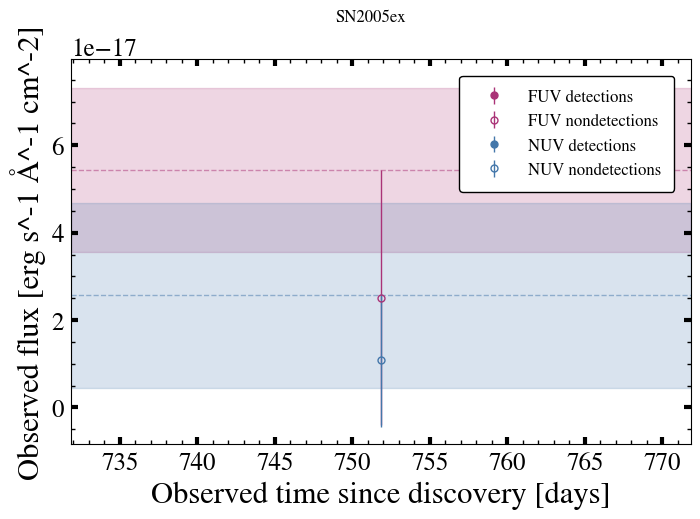 SN2005ex
1e−17
Observed flux [erg s^-1 Å^-1 cm^-2]
6
4
2
0
FUV detections
FUV nondetections
NUV detections
NUV nondetections
735 740 745 750 755 760 765 770
Observed time since discovery [days]